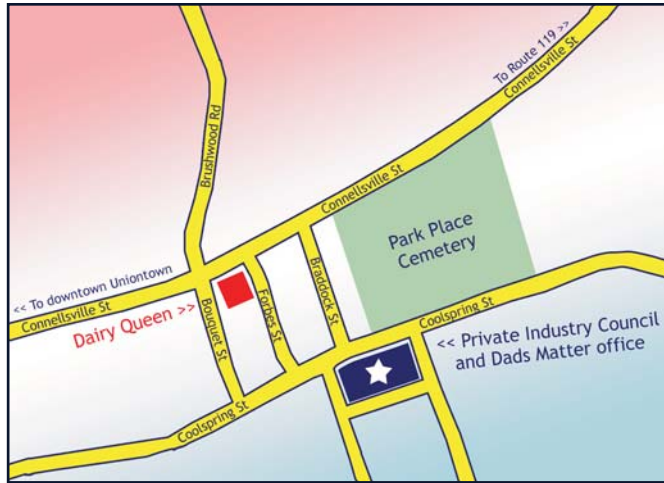 To Route 119 >>
Connellsville St
Brushwood Rd
Connellsville St
Park Place
Cemetery
<< To downtown Uniontown
Connellsville St
Dairy Queen >>
Bouquet St
Forbes St
Braddock St
Coolspring St
<< Private Industry Council
and Dads Matter office
Coolspring St